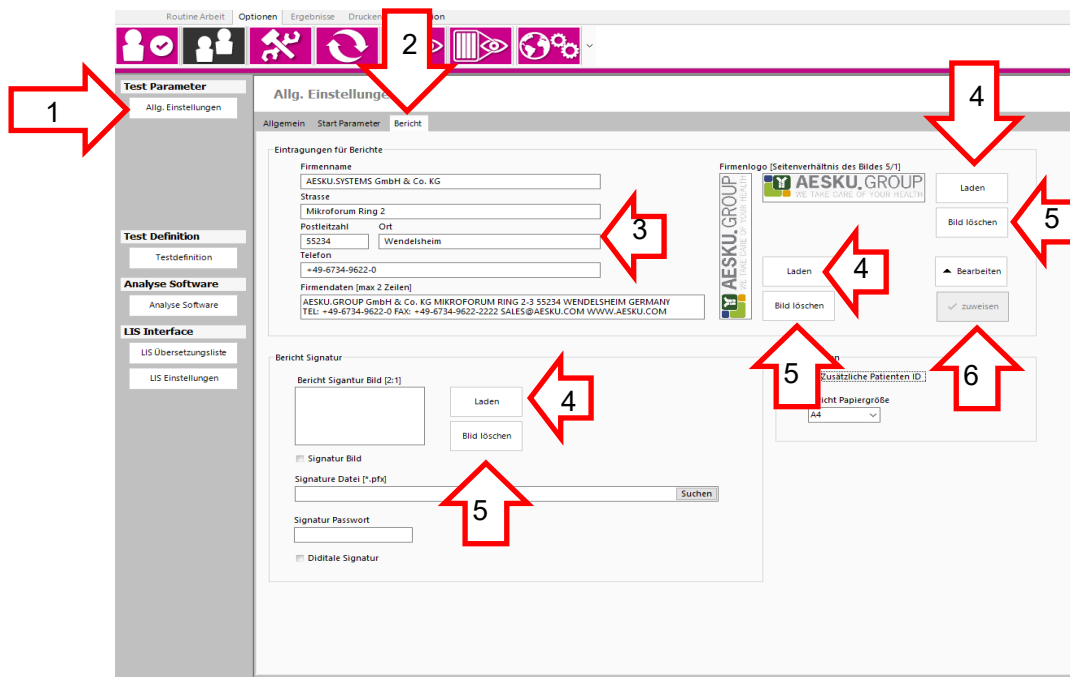 Routine Arbeit Optionen Ergebnisse Drucken on
2
Test Parameter
Allg. Einstellungen
1
Allg. Einstellunge
4
Allgemein Start Parameter Bericht
Eintragungen für Berichte
Firmenname
AESKU.SYSTEMS GmbH & Co. KG
Strasse
Mikroforum Ring 2
Postleitzahl Ort
55234 Wendelsheim
Telefon
+49-6734-9622-0
Firmendaten [max 2 Zeilen]
AESKU.GROUP GmbH & Co. KG MIKROFORUM RING 2-3 55234 WENDELSHEIM GERMANY
TEL: +49-6734-9622-0 FAX: +49-6734-9622-2222 SALES@AESKU.COM WWW.AESKU.COM
3
Firmenlogo [Seitenverhältnis des Bildes 5/1]
AESKU.GROUP
WE TAKE CARE OF YOUR HEALTH
AESKU.GROUP
WE TAKE CARE OF YOUR HEALTH
Laden
Bild löschen
5
Laden
4
Bild löschen
Bearbeiten
zuweisen
5
6
Test Definition
Testdefinition
Analyse Software
Analyse Software
LIS Interface
LIS Übersetzungsliste
LIS Einstellungen
Bericht Signatur
Bericht Sigantur Bild [2:1]
Laden
4
Blid löschen
5
Signatur Bild
Signature Datei [*.pfx]
Suchen
Signatur Passwort
Diditale Signatur
Zusätzliche Patienten ID
icht Papiergröße
A4